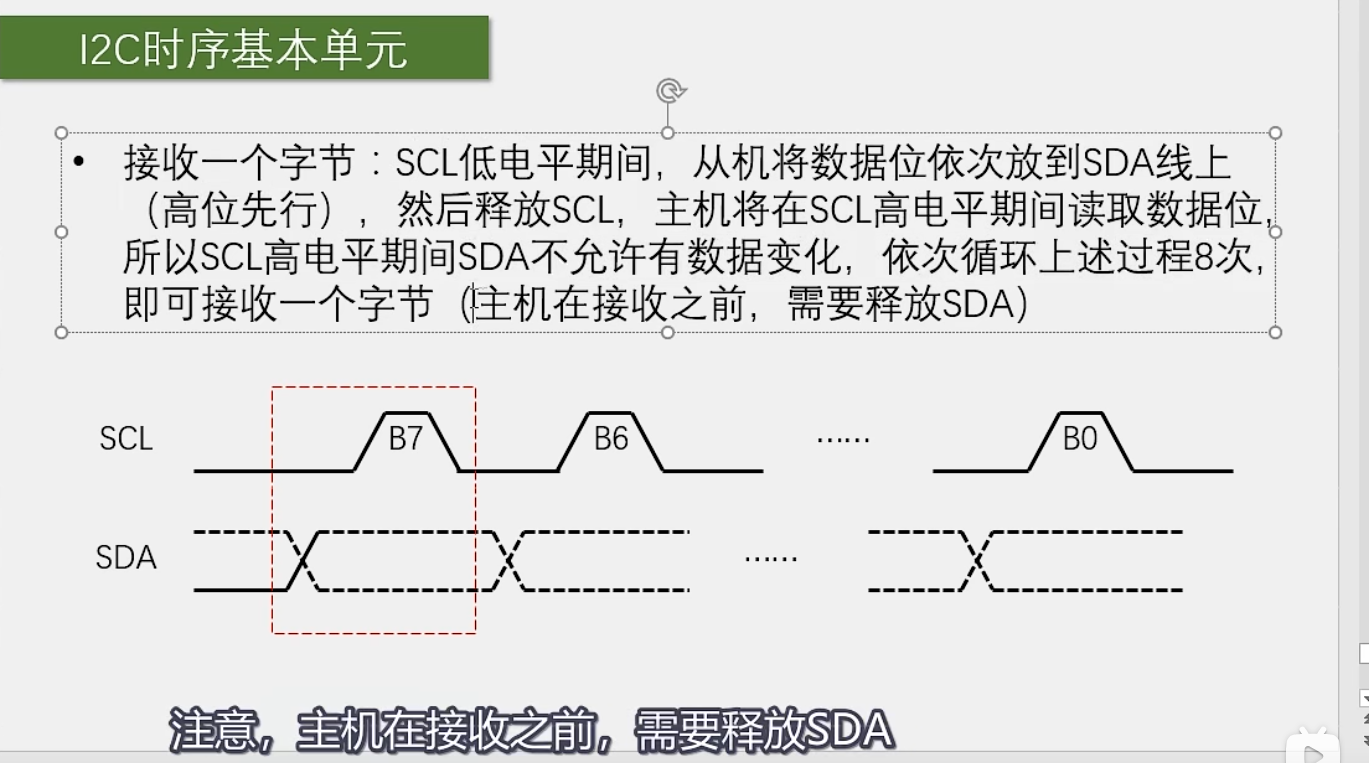 I2C时序基本单元
• 接收一个字节：SCL低电平期间，从机将数据位依次放到SDA线上
（高位先行），然后释放SCL，主机将在SCL高电平期间读取数据位，
所以SCL高电平期间SDA不允许有数据变化，依次循环上述过程8次，
即可接收一个字节（主机在接收之前，需要释放SDA）
SCL B7 B6 …… B0
SDA ……
注意，主机在接收之前，需要释放SDA